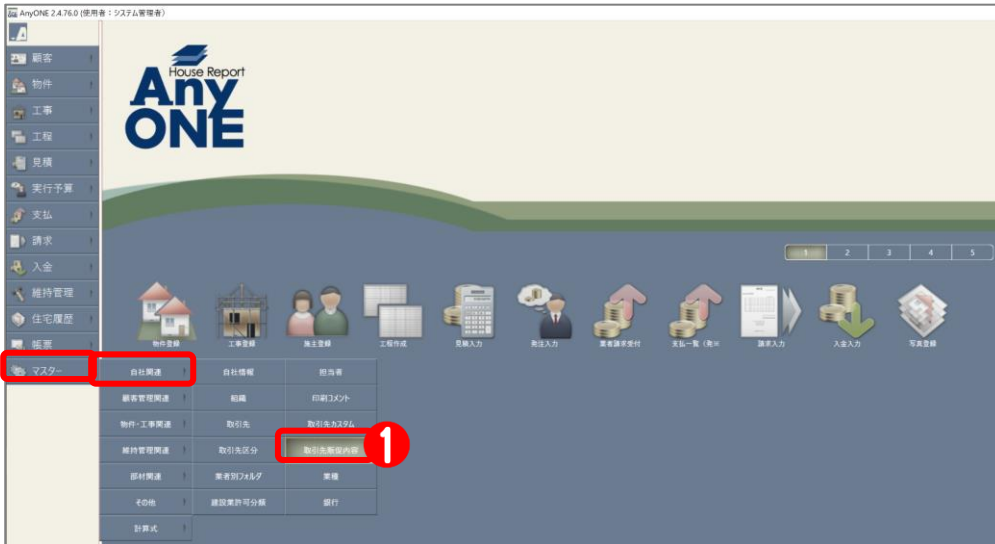 AnyONE 2.4.76.0 (使用者：システム管理者)
顧客
物件
工事
工程
見積
実行予算
支払
請求
入金
維持管理
住宅履歴
帳票
マスター
House Report
Any
ONE
1 2 3 4 5
物件登録 工事登録 施主登録 工程作成 見積入力 発注入力 業者請求受付 支払一覧（発※ 請求入力 入金入力 写真登録
自社関連 自社情報 担当者
顧客管理関連 組織 印刷コメント
物件・工事関連 取引先 取引先カスタム
維持管理関連 取引先区分 取引先販促内容
1
部材関連 業者別フォルダ 業種
その他 建設業許可分類 銀行
計算式